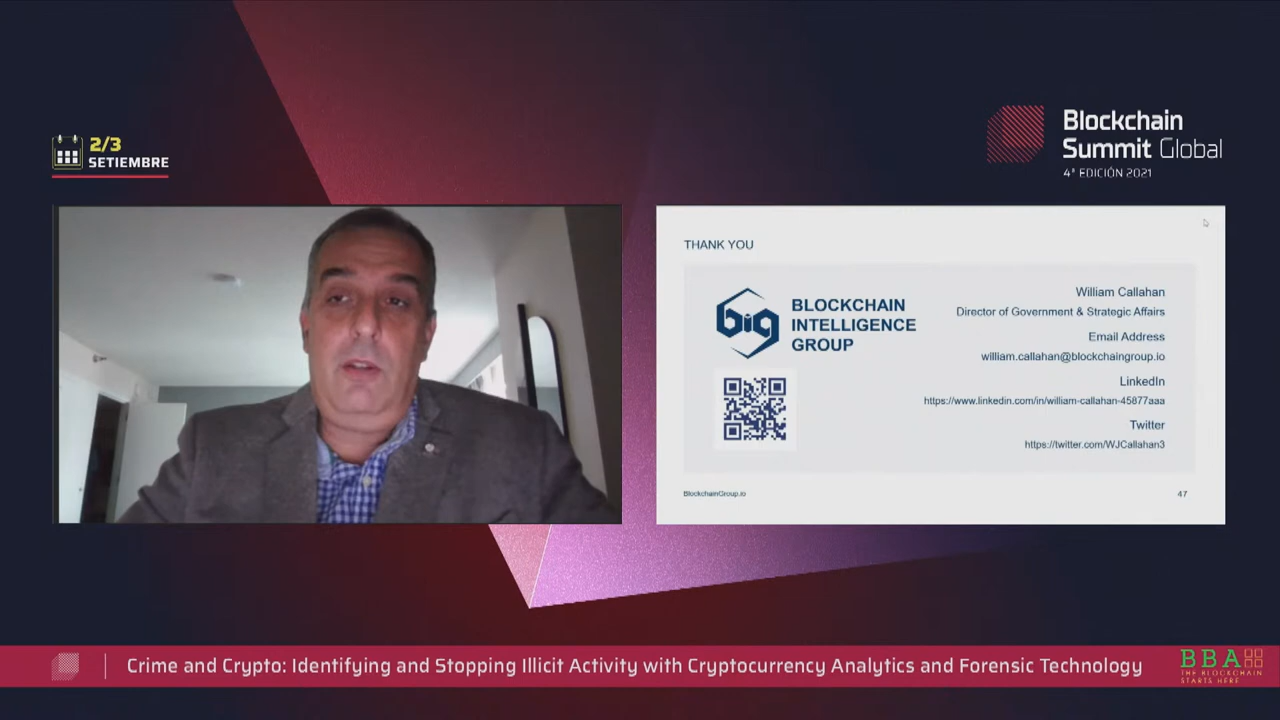 2/3
SETIEMBRE
Blockchain
Summit Global
4ª EDICIÓN 2021
THANK YOU
big
BLOCKCHAIN
INTELLIGENCE
GROUP
William Callahan
Director of Government & Strategic Affairs
Email Address
william.callahan@blockchaingroup.io
LinkedIn
https://www.linkedin.com/in/william-callahan-45877aaa
Twitter
https://twitter.com/WJCallahan3
BlockchainGroup.io
47
Crime and Crypto: Identifying and Stopping Illicit Activity with Cryptocurrency Analytics and Forensic Technology
BBA
THE BLOCKCHAIN
STARTS HERE